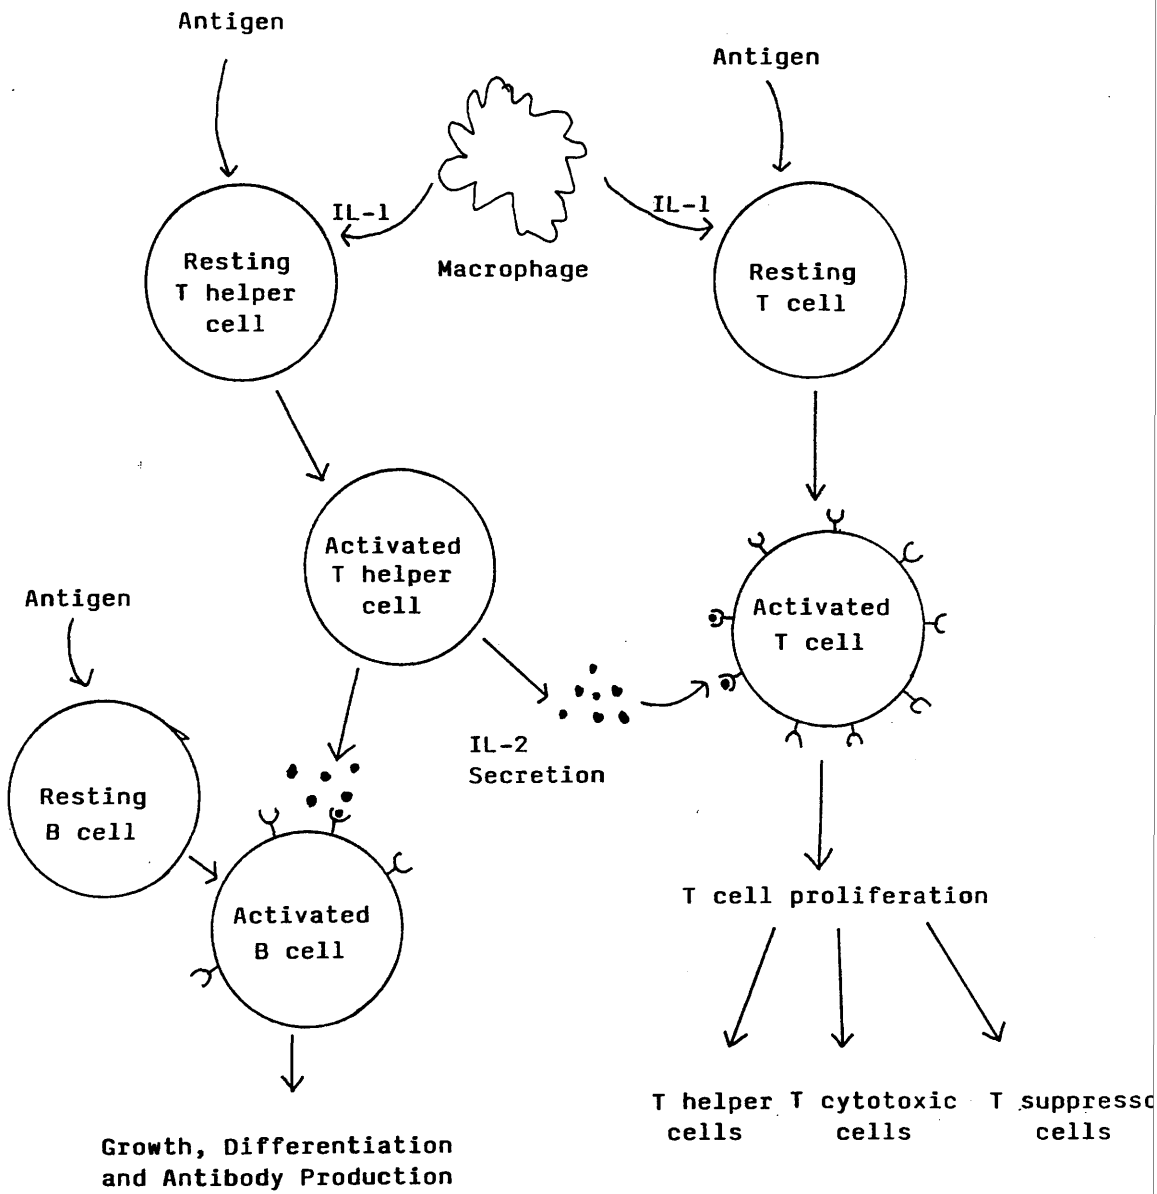 Antigen
Antigen
IL-1
IL-1
Macrophage
Resting
T helper
cell
Resting
T cell
Activated
T helper
cell
Antigen
Activated
T cell
IL-2
Secretion
Resting
B cell
Activated
B cell
T cell proliferation
T helper
cells
T cytotoxic
cells
T suppresso
cells
Growth, Differentiation
and Antibody Production